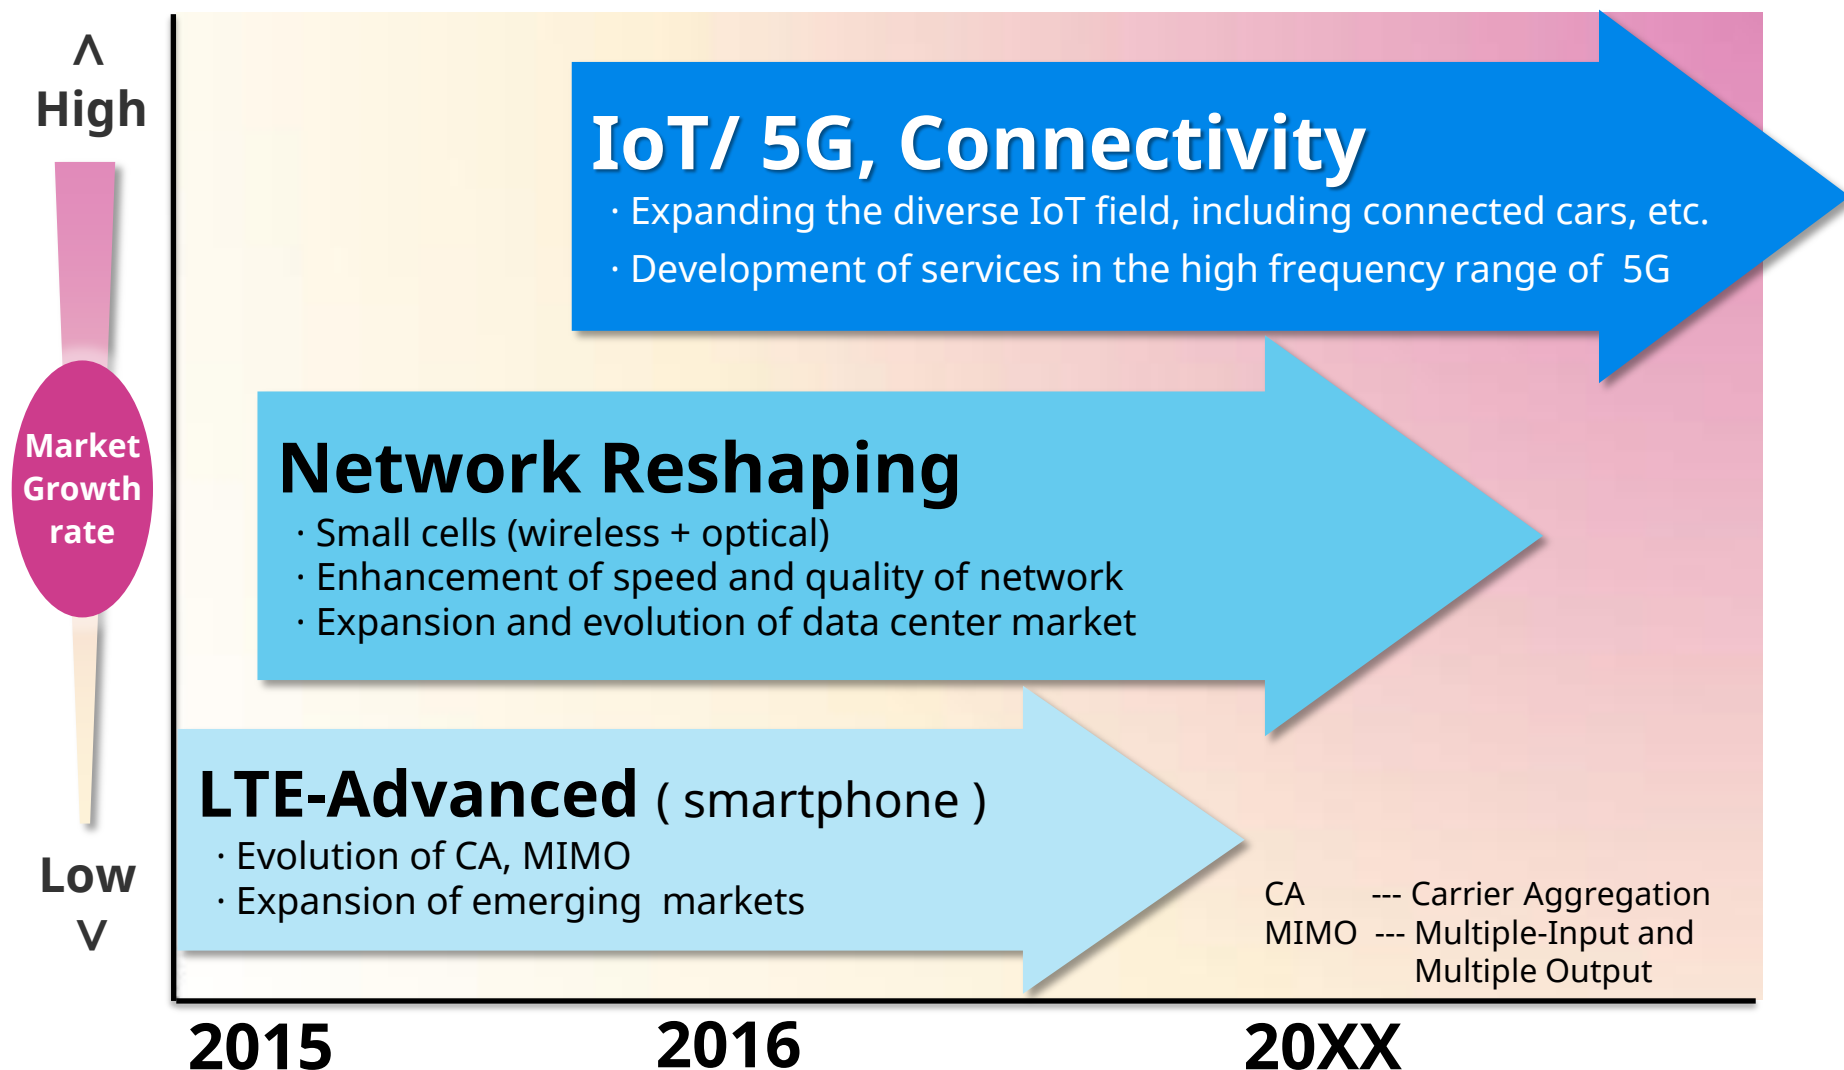 ∧
High
Market
Growth
rate
Low
∨
IoT/ 5G, Connectivity
· Expanding the diverse IoT field, including connected cars, etc.
· Development of services in the high frequency range of  5G
Network Reshaping
· Small cells (wireless + optical)
· Enhancement of speed and quality of network
· Expansion and evolution of data center market
LTE-Advanced ( smartphone )
· Evolution of CA, MIMO
· Expansion of emerging  markets
CA --- Carrier Aggregation
MIMO --- Multiple-Input and
Multiple Output
2015 2016 20XX